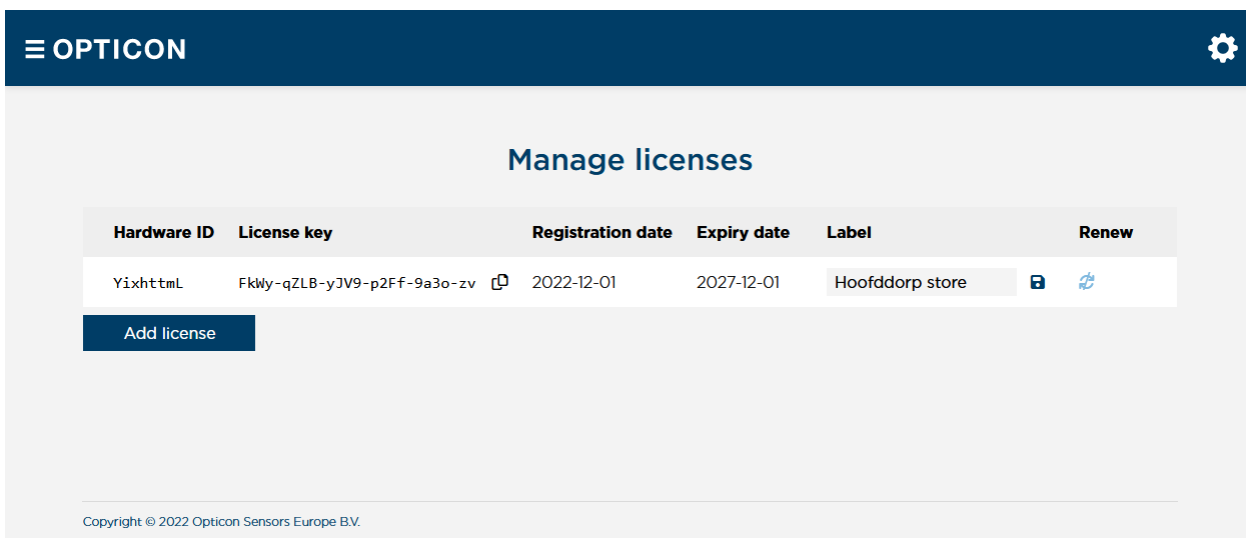 OPTICON
Manage licenses
Hardware ID License key Registration date Expiry date Label Renew
YixhttmL FkWy-qZLB-yJV9-p2Ff-9a3o-zv 2022-12-01 2027-12-01 Hoofddorp store
Add license
Copyright © 2022 Opticon Sensors Europe B.V.